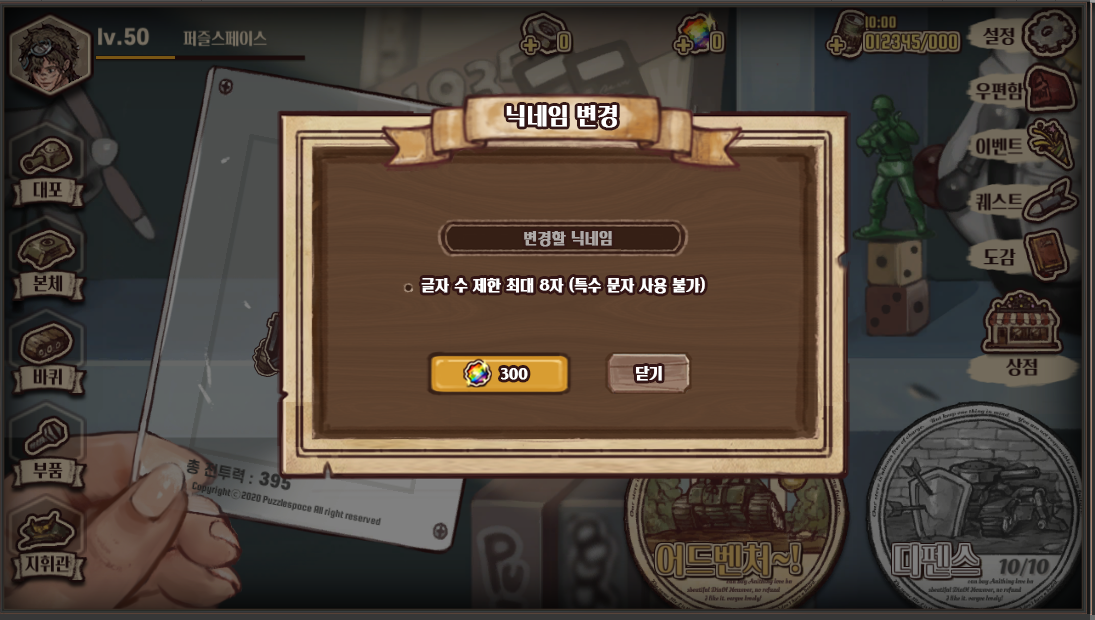 lv.50 퍼즐스페이스
0
0
10:00
012345/000
설정
우편함
이벤트
퀘스트
도감
상점
대포
본체
바퀴
부품
지휘관
1935
닉네임 변경
변경할 닉네임
글자 수 제한 최대 8자 (특수 문자 사용 불가)
300
닫기
총 전투력 : 395
Copyrightⓒ2020 Puzzlespace All right reserved
Pu
어드벤처~!
디펜스
10/10